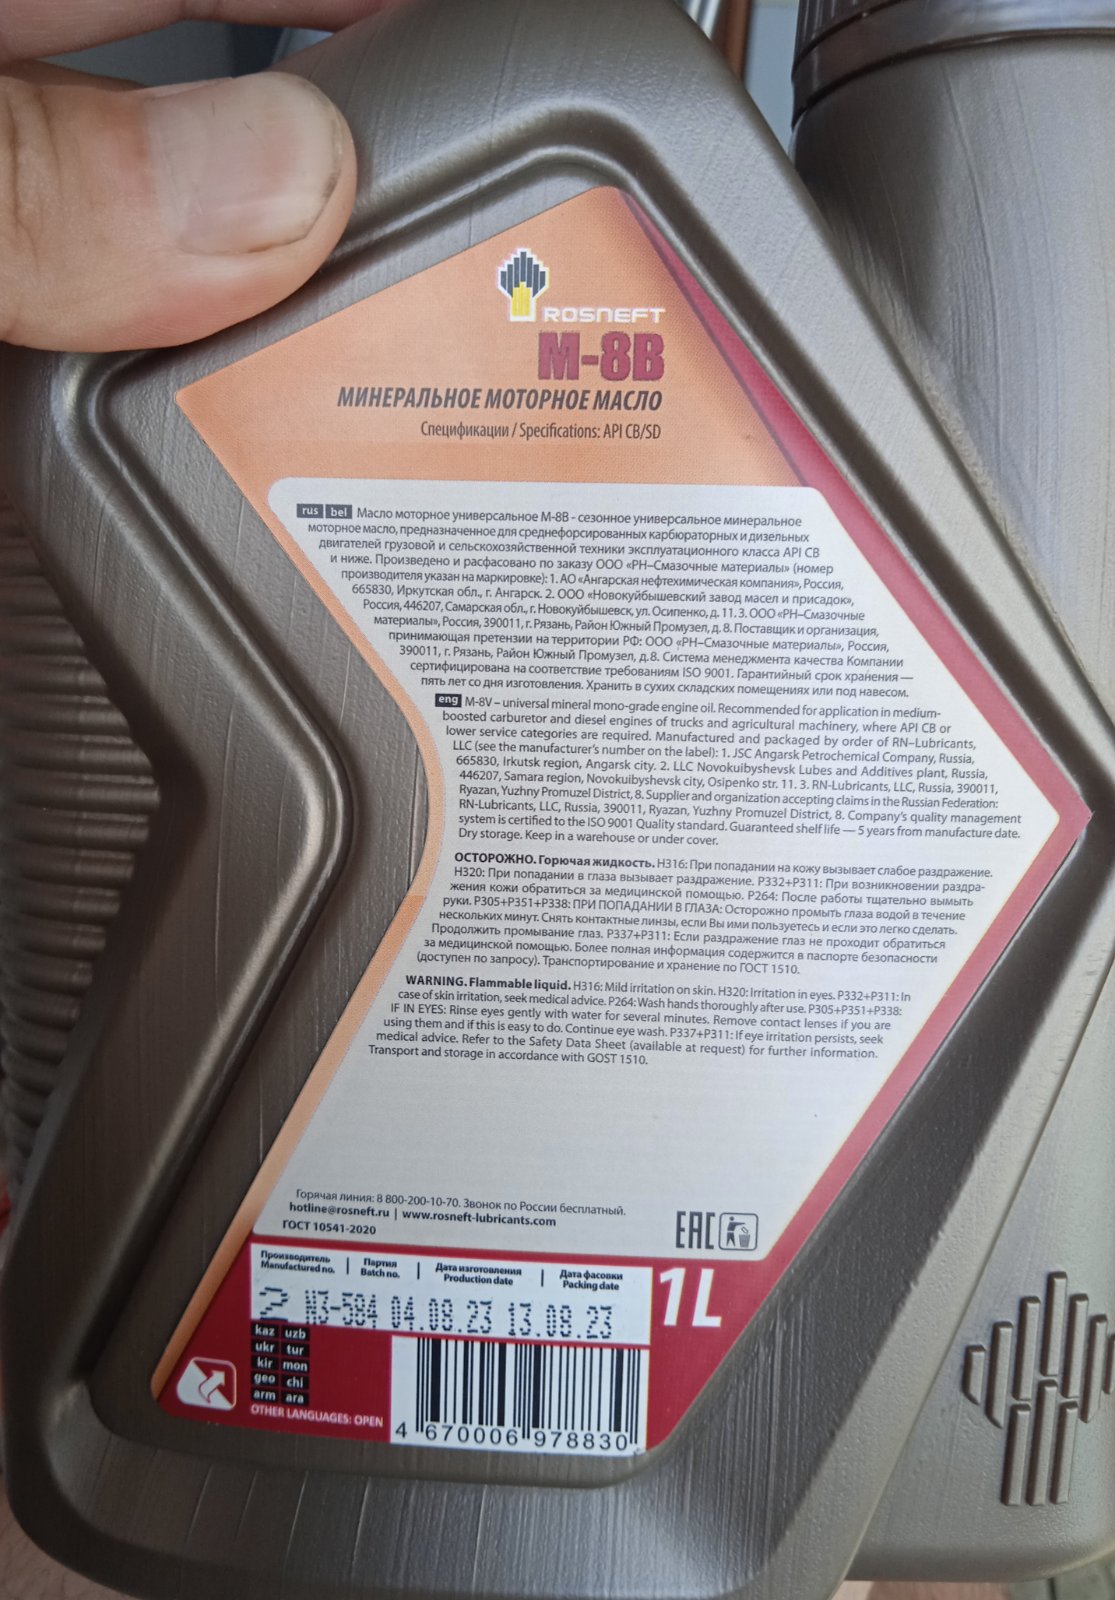 ROSNEFT
М-8В
МИНЕРАЛЬНОЕ МОТОРНОЕ МАСЛО
Спецификации / Specifications: API CB/SD
rus bel Масло моторное универсальное М-8В - сезонное универсальное минеральное
моторное масло, предназначенное для среднефорсированных карбюраторных и дизельных
двигателей грузовой и сельскохозяйственной техники эксплуатационного класса API CB
и ниже. Произведено и расфасовано по заказу ООО «РН–Смазочные материалы» (номер
производителя указан на маркировке): 1. АО «Ангарская нефтехимическая компания», Россия,
665830, Иркутская обл., г. Ангарск. 2. ООО «Новокуйбышевский завод масел и присадок»,
Россия, 446207, Самарская обл., г. Новокуйбышевск, ул. Осипенко, д. 11. 3. ООО «РН–Смазочные
материалы», Россия, 390011, г. Рязань, Район Южный Промузел, д. 8. Поставщик и организация,
принимающая претензии на территории РФ: ООО «РН–Смазочные материалы», Россия,
390011, г. Рязань, Район Южный Промузел, д.8. Система менеджмента качества Компании
сертифицирована на соответствие требованиям ISO 9001. Гарантийный срок хранения —
пять лет со дня изготовления. Хранить в сухих складских помещениях или под навесом.
eng M-8V – universal mineral mono-grade engine oil. Recommended for application in medium-
boosted carburetor and diesel engines of trucks and agricultural machinery, where API CB or
lower service categories are required. Manufactured and packaged by order of RN–Lubricants,
LLC (see the manufacturer's number on the label): 1. JSC Angarsk Petrochemical Company, Russia,
665830, Irkutsk region, Angarsk city. 2. LLC Novokuibyshevsk Lubes and Additives plant, Russia,
446207, Samara region, Novokuibyshevsk city, Osipenko str. 11. 3. RN-Lubricants, LLC, Russia, 390011,
Ryazan, Yuzhny Promuzel District, 8. Supplier and organization accepting claims in the Russian Federation:
RN-Lubricants, LLC, Russia, 390011, Ryazan, Yuzhny Promuzel District, 8. Company's quality management
system is certified to the ISO 9001 Quality standard. Guaranteed shelf life — 5 years from manufacture date.
Dry storage. Keep in a warehouse or under cover.
ОСТОРОЖНО. Горючая жидкость. H316: При попадании на кожу вызывает слабое раздражение.
H320: При попадании в глаза вызывает раздражение. P332+P311: При возникновении раздра-
жения кожи обратиться за медицинской помощью. P264: После работы тщательно вымыть
руки. P305+P351+P338: ПРИ ПОПАДАНИИ В ГЛАЗА: Осторожно промыть глаза водой в течение
нескольких минут. Снять контактные линзы, если Вы ими пользуетесь и если это легко сделать.
Продолжить промывание глаз. P337+P311: Если раздражение глаз не проходит обратиться
за медицинской помощью. Более полная информация содержится в паспорте безопасности
(доступен по запросу). Транспортирование и хранение по ГОСТ 1510.
WARNING. Flammable liquid. H316: Mild irritation on skin. H320: Irritation in eyes. P332+P311: In
case of skin irritation, seek medical advice. P264: Wash hands thoroughly after use. P305+P351+P338:
IF IN EYES: Rinse eyes gently with water for several minutes. Remove contact lenses if you are
using them and if this is easy to do. Continue eye wash. P337+P311: If eye irritation persists, seek
medical advice. Refer to the Safety Data Sheet (available at request) for further information.
Transport and storage in accordance with GOST 1510.
Горячая линия: 8 800-200-10-70. Звонок по России бесплатный.
hotline@rosneft.ru | www.rosneft-lubricants.com
ГОСТ 10541-2020
EAC
Производитель | Партия | Дата изготовления | Дата фасовки
Manufactured no. | Batch no. | Production date | Packing date
2 N3-584 04.08.23 13.08.23
1L
kaz uzb
ukr tur
kir mon
geo chi
arm ara
OTHER LANGUAGES: OPEN
4 670006 978830